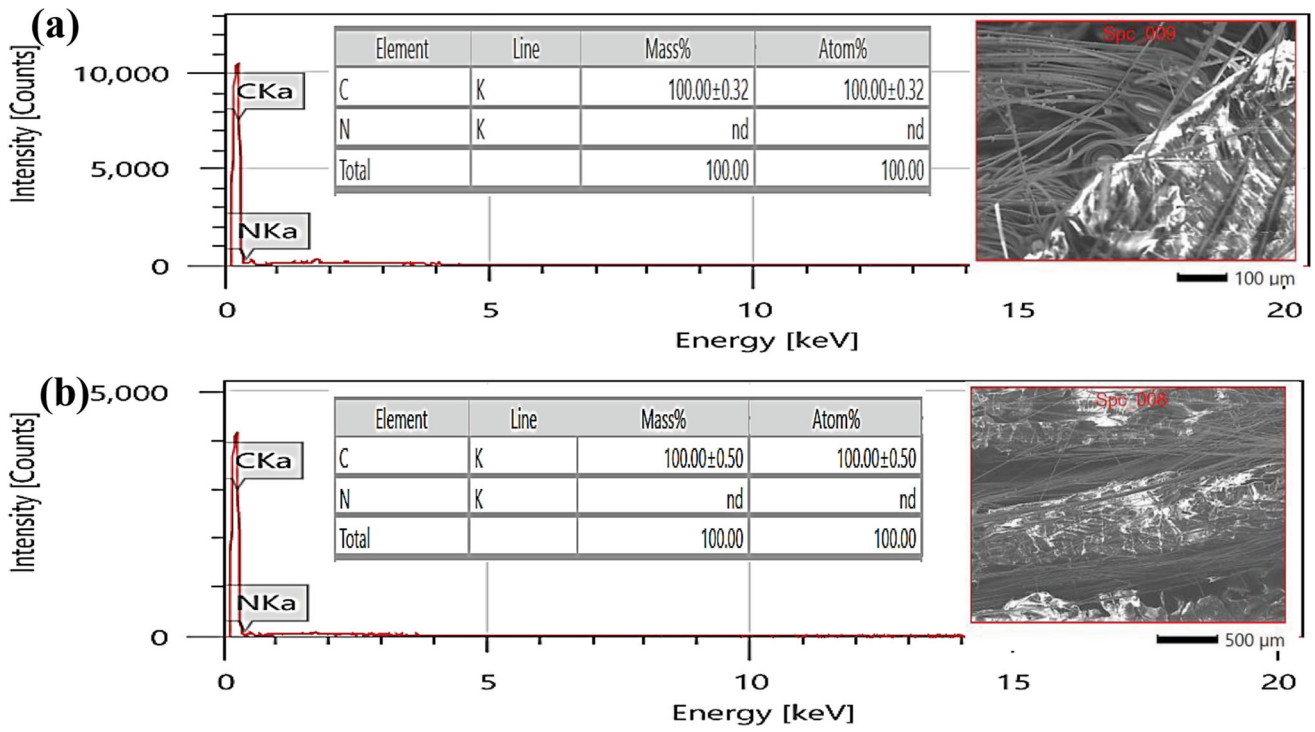 (a)
Intensity [Counts]
10,000
5,000
0
CKa
NKa
Element Line Mass% Atom%
C K 100.00±0.32 100.00±0.32
N K nd nd
Total 100.00 100.00
Spc_009
100 μm
0 5 10 15 20
Energy [keV]
(b)
Intensity [Counts]
5,000
0
CKa
NKa
Element Line Mass% Atom%
C K 100.00±0.50 100.00±0.50
N K nd nd
Total 100.00 100.00
Spc_008
500 μm
0 5 10 15 20
Energy [keV]